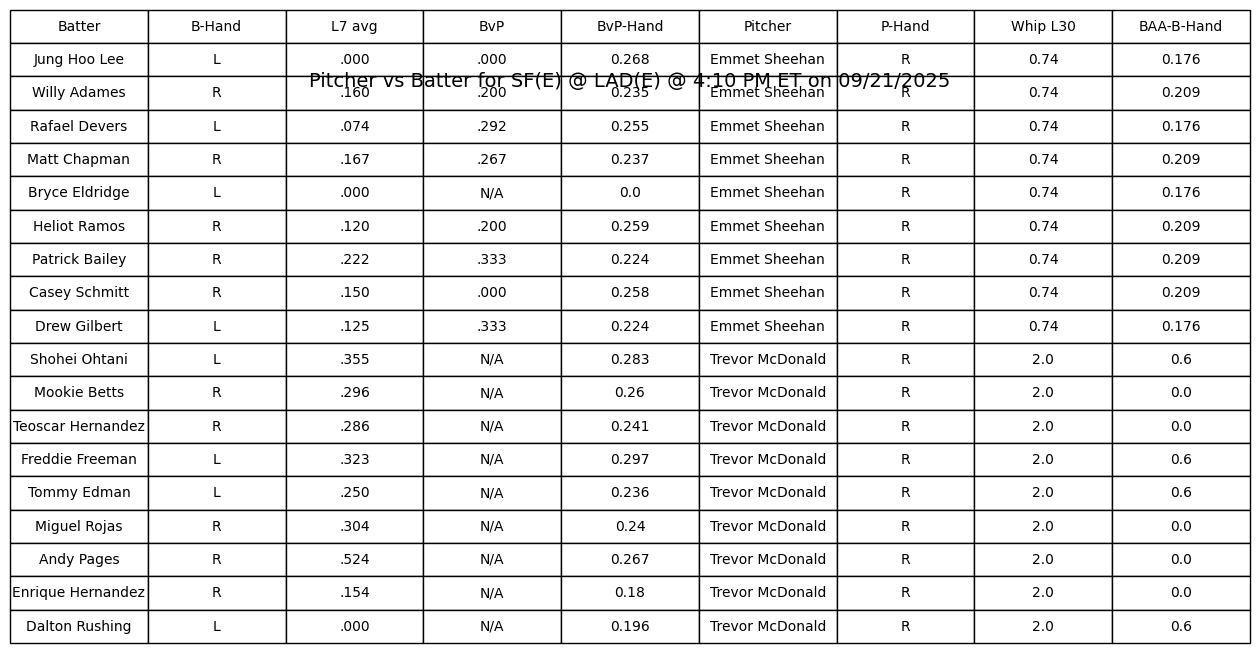 Batter B-Hand L7 avg BvP BvP-Hand Pitcher P-Hand Whip L30 BAA-B-Hand
Jung Hoo Lee L .000 .000 0.268 Emmet Sheehan R 0.74 0.176
Pitcher vs Batter for SF(E) @ LAD(E) @ 4:10 PM ET on 09/21/2025
Willy Adames R .160 .200 0.235 Emmet Sheehan R 0.74 0.209
Rafael Devers L .074 .292 0.255 Emmet Sheehan R 0.74 0.176
Matt Chapman R .167 .267 0.237 Emmet Sheehan R 0.74 0.209
Bryce Eldridge L .000 N/A 0.0 Emmet Sheehan R 0.74 0.176
Heliot Ramos R .120 .200 0.259 Emmet Sheehan R 0.74 0.209
Patrick Bailey R .222 .333 0.224 Emmet Sheehan R 0.74 0.209
Casey Schmitt R .150 .000 0.258 Emmet Sheehan R 0.74 0.209
Drew Gilbert L .125 .333 0.224 Emmet Sheehan R 0.74 0.176
Shohei Ohtani L .355 N/A 0.283 Trevor McDonald R 2.0 0.6
Mookie Betts R .296 N/A 0.26 Trevor McDonald R 2.0 0.0
Teoscar Hernandez R .286 N/A 0.241 Trevor McDonald R 2.0 0.0
Freddie Freeman L .323 N/A 0.297 Trevor McDonald R 2.0 0.6
Tommy Edman L .250 N/A 0.236 Trevor McDonald R 2.0 0.6
Miguel Rojas R .304 N/A 0.24 Trevor McDonald R 2.0 0.0
Andy Pages R .524 N/A 0.267 Trevor McDonald R 2.0 0.0
Enrique Hernandez R .154 N/A 0.18 Trevor McDonald R 2.0 0.0
Dalton Rushing L .000 N/A 0.196 Trevor McDonald R 2.0 0.6